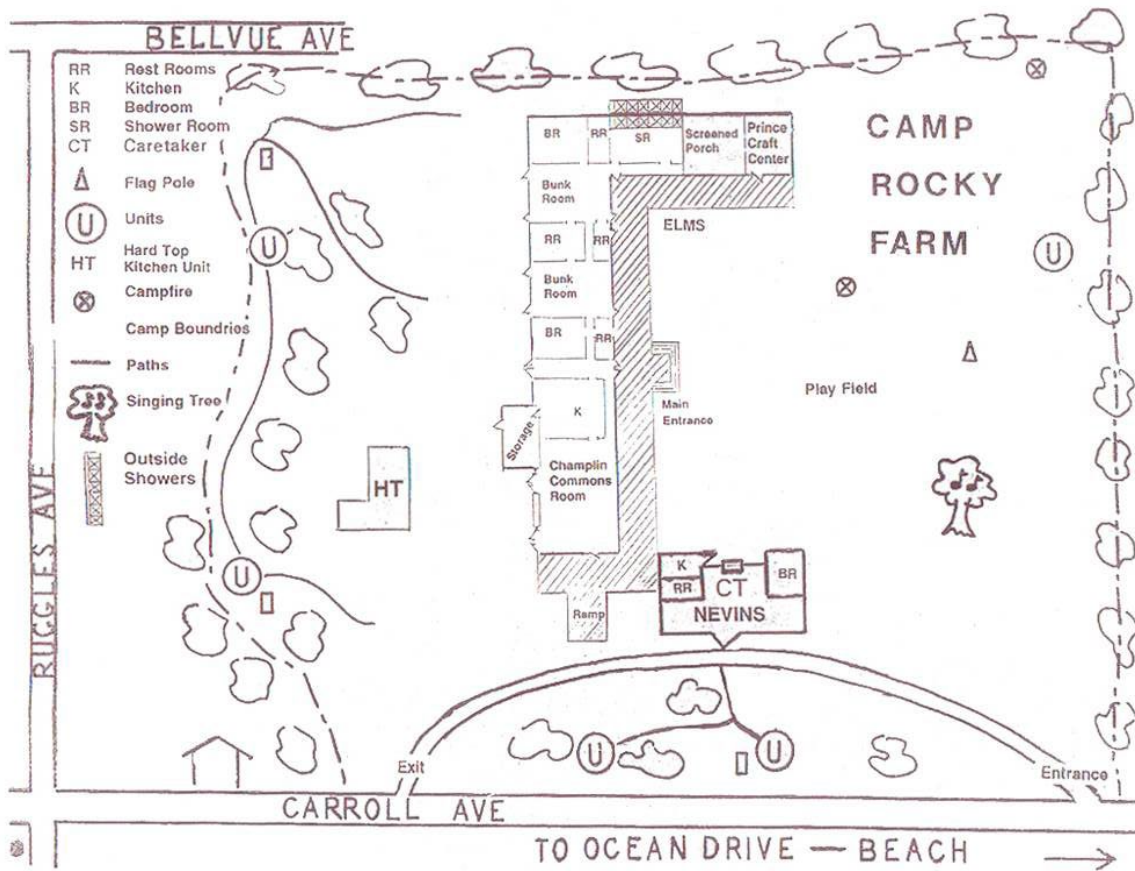 BELLVUE AVE
RR Rest Rooms
K Kitchen
BR Bedroom
SR Shower Room
CT Caretaker
Flag Pole
U Units
HT Hard Top
Kitchen Unit
Campfire
Camp Boundries
Paths
Singing Tree
Outside
Showers
RUGGLES AVE
CAMP
ROCKY
FARM
BR
RR
SR
Screened
Porch
Prince
Craft
Center
Bunk
Room
ELMS
RR
RR
Bunk
Room
BR
RR
K
Storage
Main
Entrance
Champlin
Commons
Room
Ramp
U
U
HT
U
Play Field
K
RR
CT
BR
NEVINS
U
U
Exit
Entrance
CARROLL AVE
TO OCEAN DRIVE — BEACH